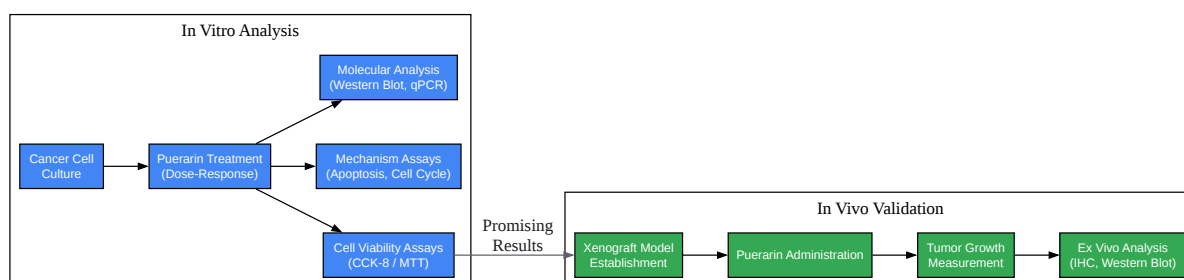 In Vitro Analysis
Molecular Analysis
(Western Blot, qPCR)
Cancer Cell
Culture
Puerarin Treatment
(Dose-Response)
Mechanism Assays
(Apoptosis, Cell Cycle)
Cell Viability Assays
(CCK-8 / MTT)
Promising
Results
In Vivo Validation
Xenograft Model
Establishment
Puerarin Administration
Tumor Growth
Measurement
Ex Vivo Analysis
(IHC, Western Blot)